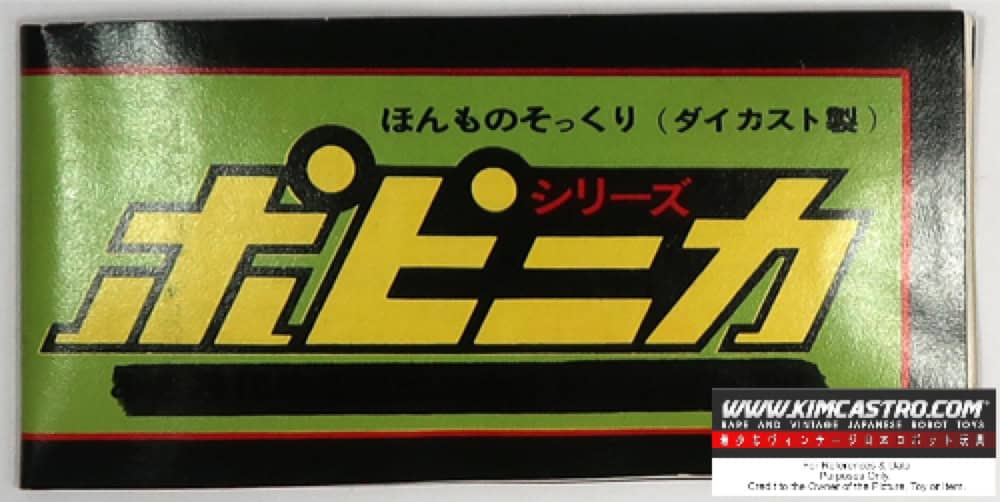 ほんものそっくり（ダイカスト製）
シリーズ
ポピニカ
WWW.KIMCASTRO.COM
RARE AND VINTAGE JAPANESE ROBOT TOYS
For References & Data
Purposes Only.
Credit to the Owner of the Picture, Toy or Item.